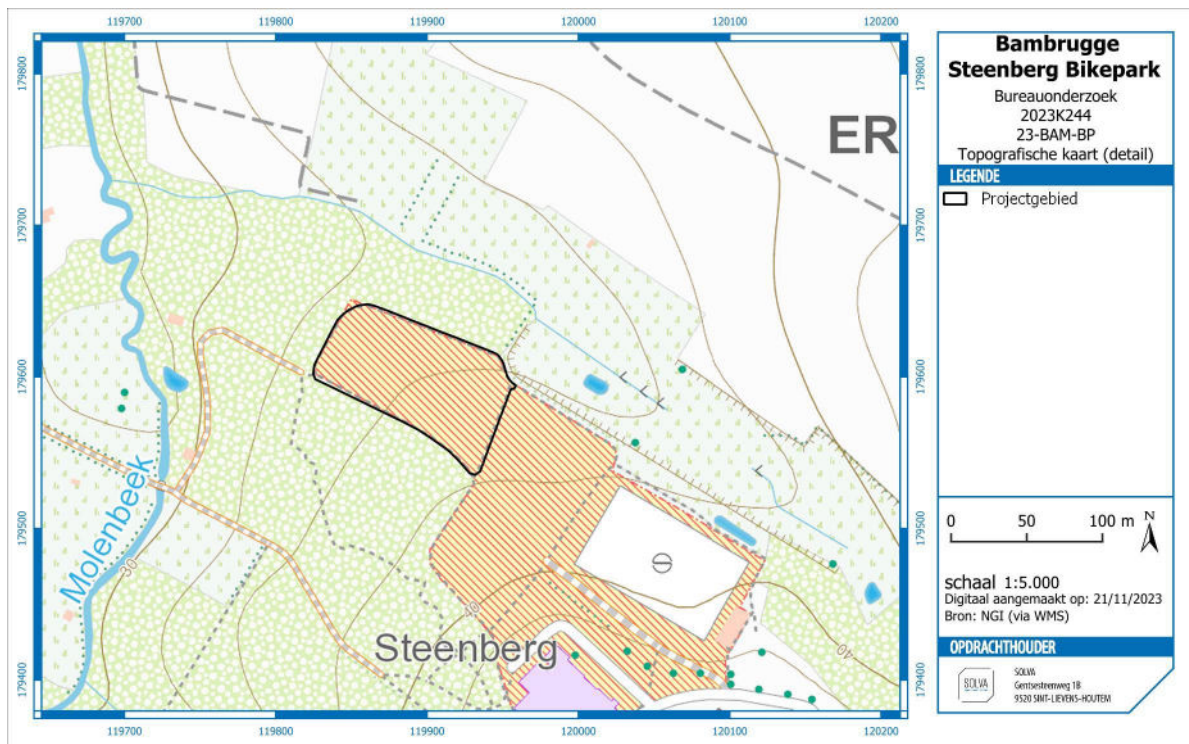 119700 119800 119900 120000 120100 120200
179800 179800
ER
179700 179700
179600 179600
Molenbeek
179500 179500
30
40
Steenberg
40
179400 179400
119700 119800 119900 120000 120100 120200
Bambrugge
Steenberg Bikepark
Bureauonderzoek
2023K244
23-BAM-BP
Topografische kaart (detail)
LEGENDE
Projectgebied
0 50 100 m N
schaal 1:5.000
Digitaal aangemaakt op: 21/11/2023
Bron: NGI (via WMS)
OPDRACHTHOUDER
SOLVA
SOLVA
Gentsesteenweg 1B
9520 SINT-LIEVENS-HOUTEM